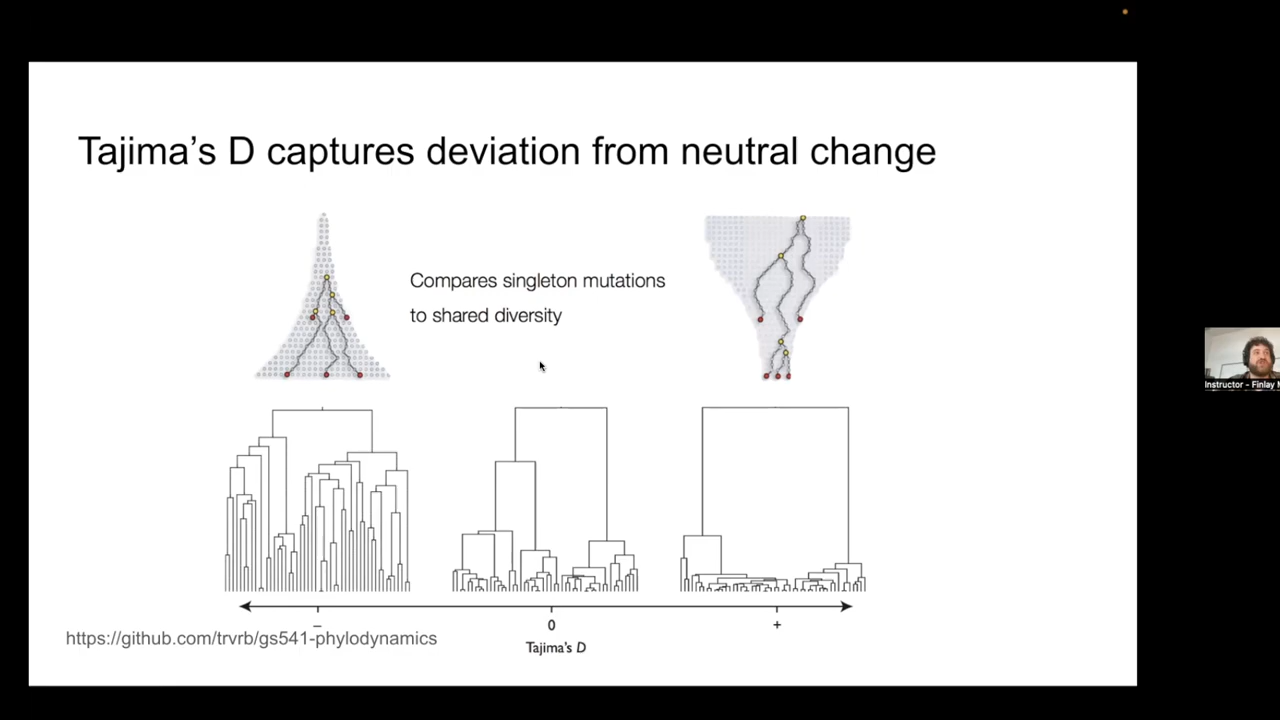 Tajima's D captures deviation from neutral change
Compares singleton mutations
to shared diversity
– 0 +
Tajima's D
https://github.com/trvrb/gs541-phylodynamics
Instructor - Finlay